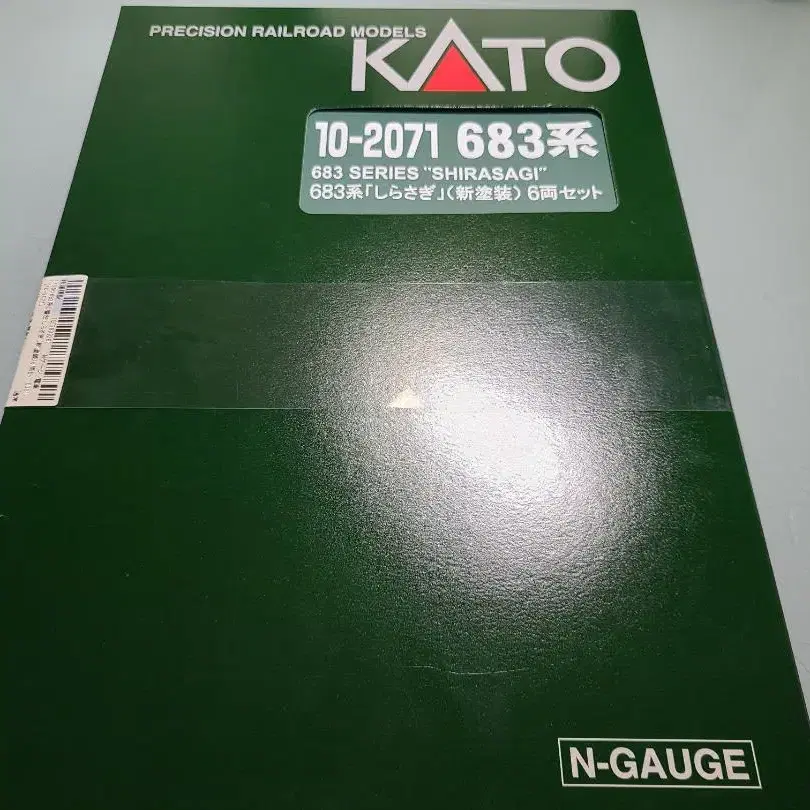 PRECISION RAILROAD MODELS
KATO
10-2071 683系
683 SERIES "SHIRASAGI"
683系「しらさぎ」(新塗装) 6両セット
N-GAUGE